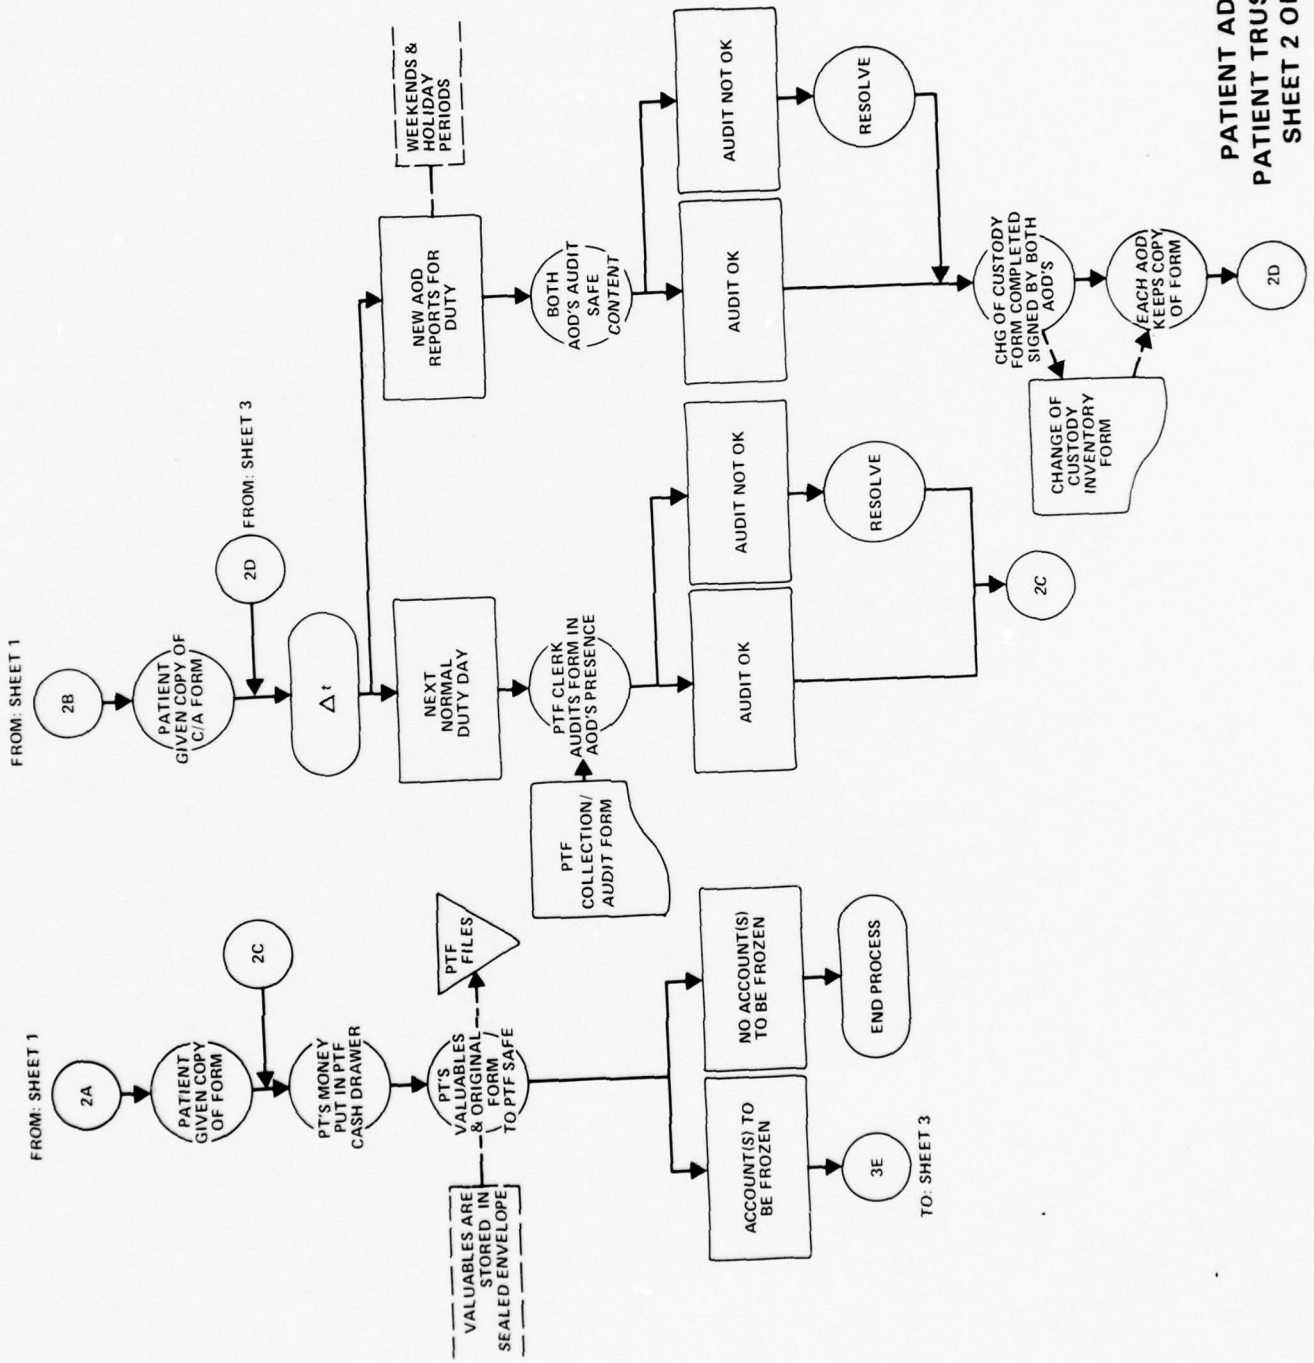 FROM: SHEET 1
2A
PATIENT
GIVEN COPY
OF FORM
2C
PT'S MONEY
PUT IN PTF
CASH DRAWER
VALUABLES ARE
STORED IN
SEALED ENVELOPE
PT'S
VALUABLES
& ORIGINAL
FORM
TO PTF SAFE
PTF
FILES
ACCOUNT(S) TO
BE FROZEN
NO ACCOUNT(S)
TO BE FROZEN
3E
TO: SHEET 3
END PROCESS
FROM: SHEET 1
2B
PATIENT
GIVEN COPY OF
C/A FORM
2D
FROM: SHEET 3
Δt
NEXT
NORMAL
DUTY DAY
PTF
COLLECTION/
AUDIT FORM
PTF CLERK
AUDITS FORM IN
AOD'S PRESENCE
AUDIT OK
AUDIT NOT OK
RESOLVE
2C
NEW AOD
REPORTS FOR
DUTY
WEEKENDS &
HOLIDAY
PERIODS
BOTH
AOD'S AUDIT
SAFE
CONTENT
AUDIT OK
AUDIT NOT OK
RESOLVE
CHG OF CUSTODY
FORM COMPLETED
SIGNED BY BOTH
AOD'S
CHANGE OF
CUSTODY
INVENTORY
FORM
EACH AOD
KEEPS COPY
OF FORM
2D
PATIENT AD
PATIENT TRUS
SHEET 2 O